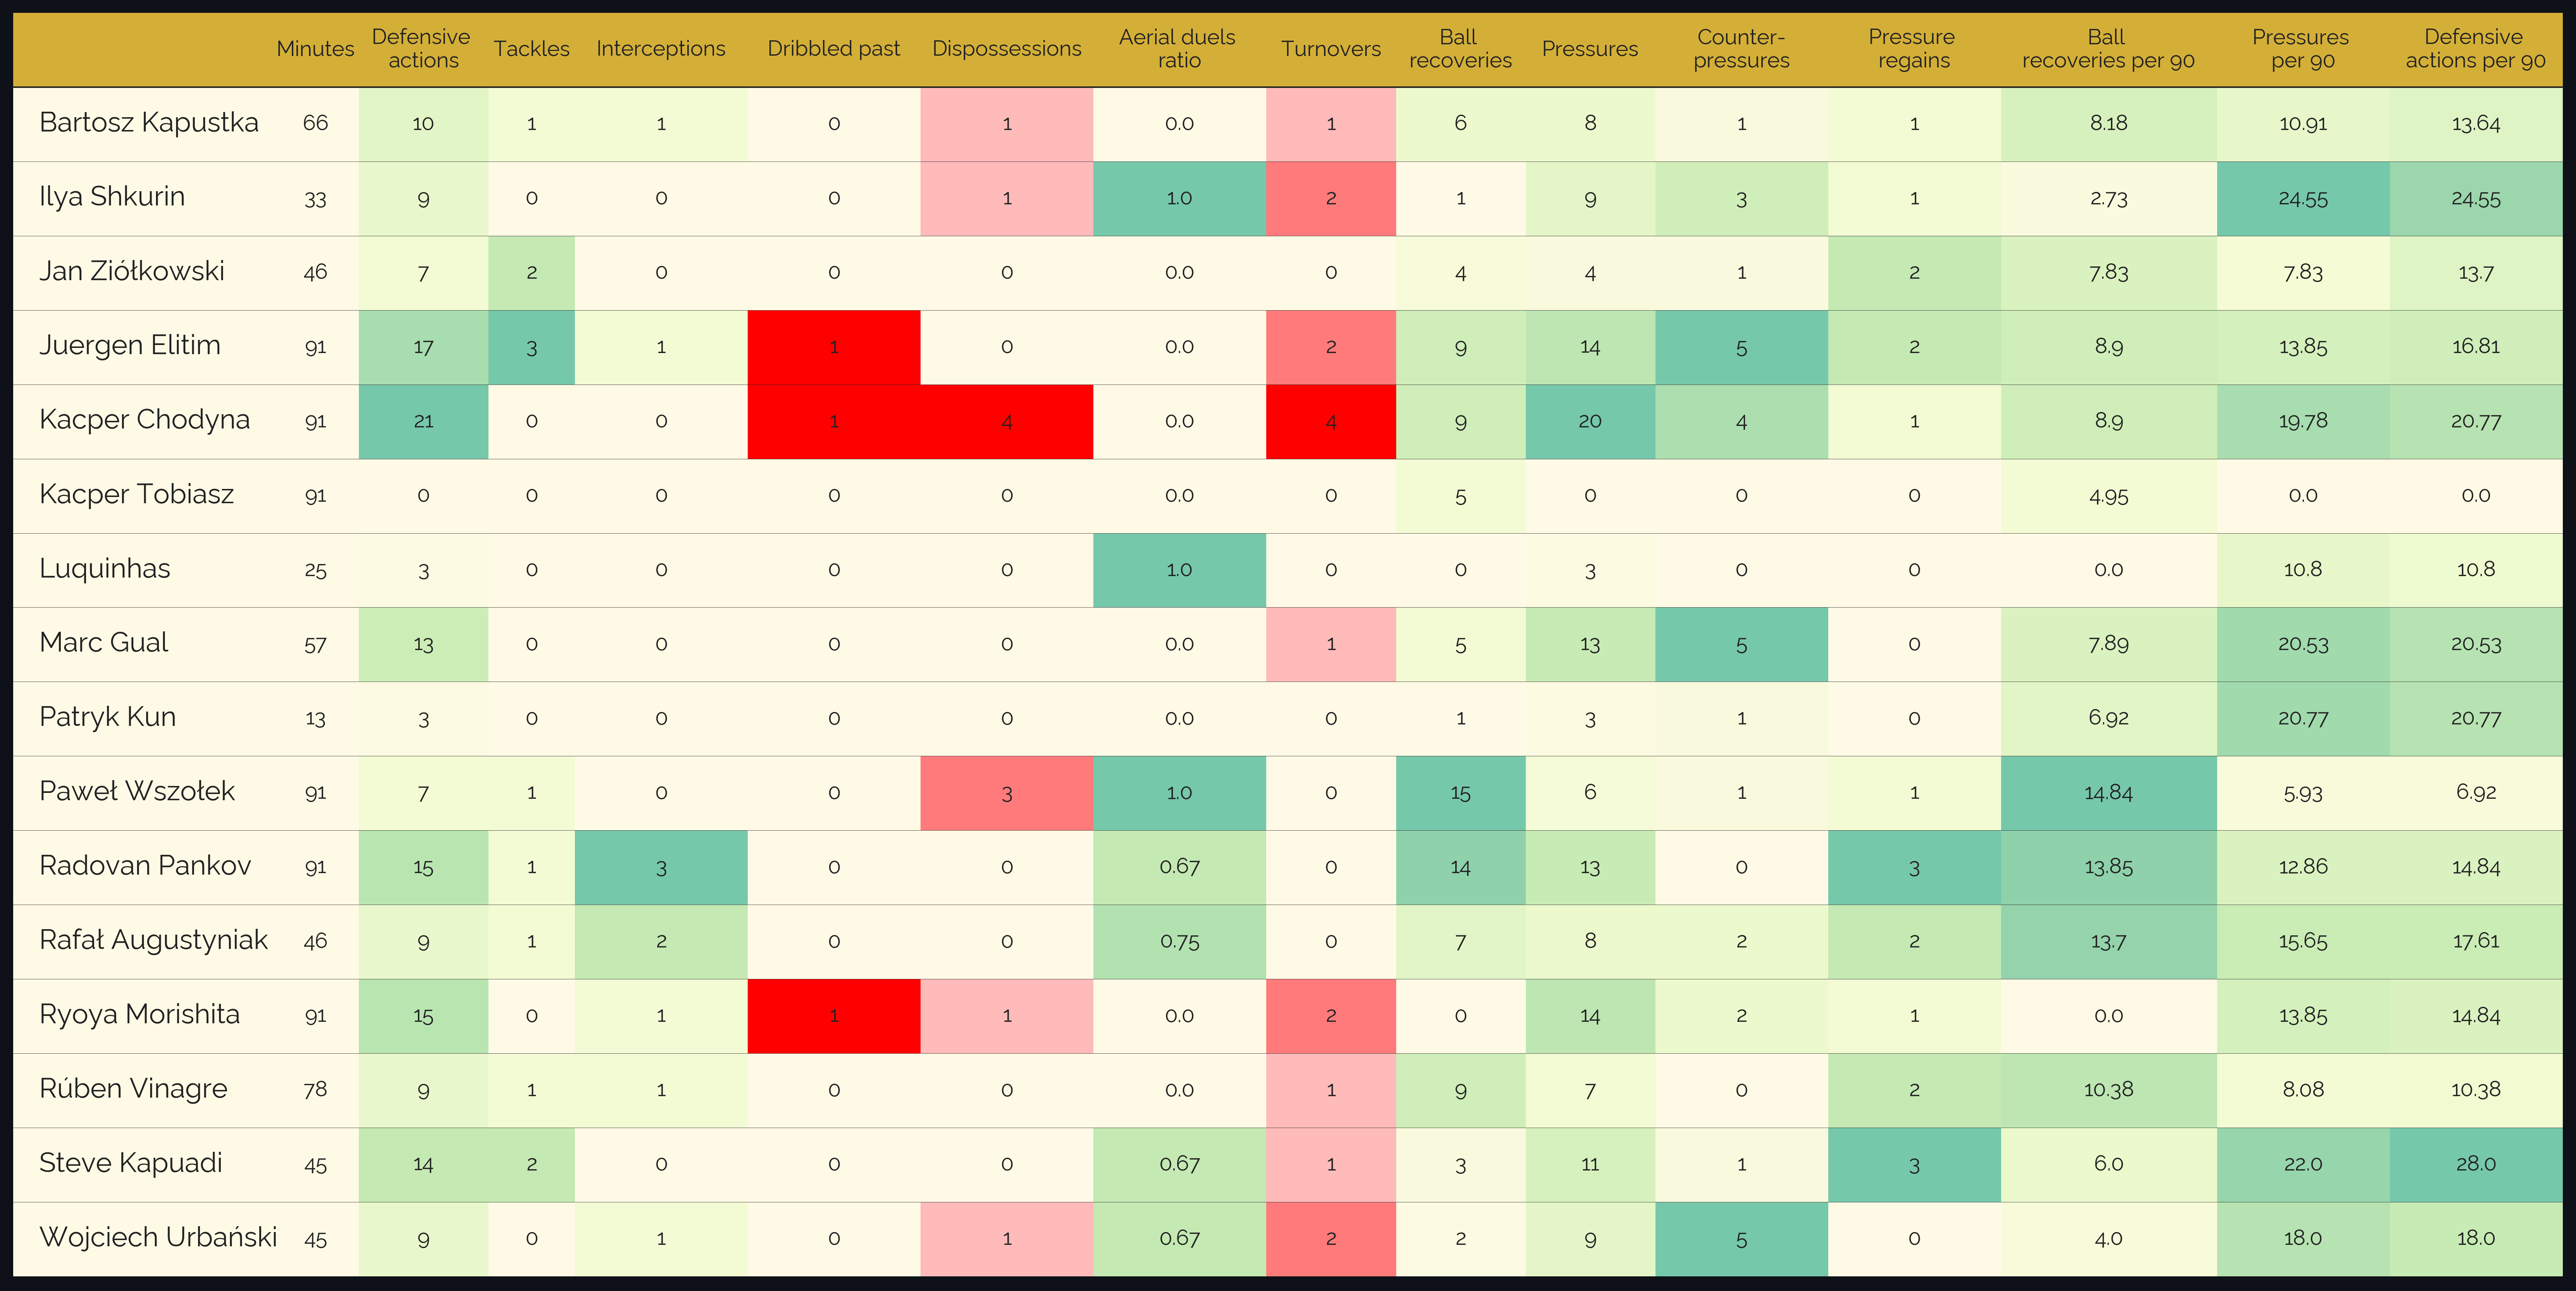 Minutes Defensive actions Tackles Interceptions Dribbled past Dispossessions Aerial duels ratio Turnovers Ball recoveries Pressures Counter-pressures Pressure regains Ball recoveries per 90 Pressures per 90 Defensive actions per 90
Bartosz Kapustka 66 10 1 1 0 1 0.0 1 6 8 1 1 8.18 10.91 13.64
Ilya Shkurin 33 9 0 0 0 1 1.0 2 1 9 3 1 2.73 24.55 24.55
Jan Ziółkowski 46 7 2 0 0 0 0.0 0 4 4 1 2 7.83 7.83 13.7
Juergen Elitim 91 17 3 1 1 0 0.0 2 9 14 5 2 8.9 13.85 16.81
Kacper Chodyna 91 21 0 0 1 4 0.0 4 9 20 4 1 8.9 19.78 20.77
Kacper Tobiasz 91 0 0 0 0 0 0.0 0 5 0 0 0 4.95 0.0 0.0
Luquinhas 25 3 0 0 0 0 1.0 0 0 3 0 0 0.0 10.8 10.8
Marc Gual 57 13 0 0 0 0 0.0 1 5 13 5 0 7.89 20.53 20.53
Patryk Kun 13 3 0 0 0 0 0.0 0 1 3 1 0 6.92 20.77 20.77
Paweł Wszołek 91 7 1 0 0 3 1.0 0 15 6 1 1 14.84 5.93 6.92
Radovan Pankov 91 15 1 3 0 0 0.67 0 14 13 0 3 13.85 12.86 14.84
Rafał Augustyniak 46 9 1 2 0 0 0.75 0 7 8 2 2 13.7 15.65 17.61
Ryoya Morishita 91 15 0 1 1 1 0.0 2 0 14 2 1 0.0 13.85 14.84
Rúben Vinagre 78 9 1 1 0 0 0.0 1 9 7 0 2 10.38 8.08 10.38
Steve Kapuadi 45 14 2 0 0 0 0.67 1 3 11 1 3 6.0 22.0 28.0
Wojciech Urbański 45 9 0 1 0 1 0.67 2 2 9 5 0 4.0 18.0 18.0